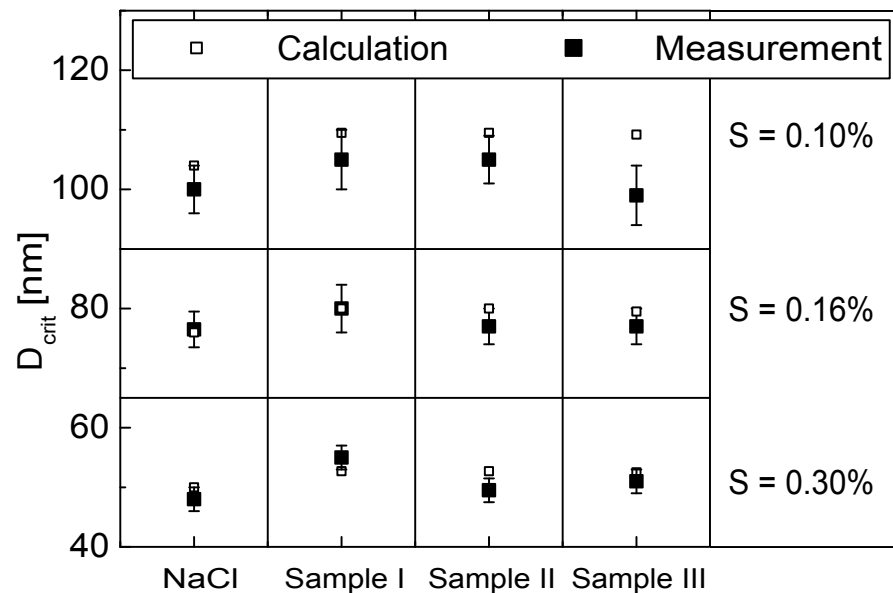 Calculation Measurement
120
S = 0.10%
100
D_crit [nm]
80
S = 0.16%
60
S = 0.30%
40
NaCl Sample I Sample II Sample III